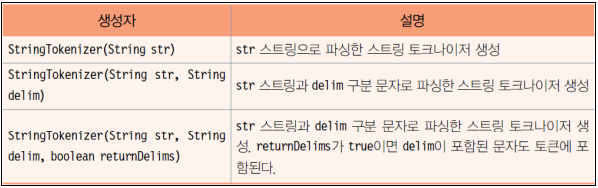 생성자 설명
StringTokenizer(String str) str 스트링으로 파싱한 스트링 토크나이저 생성
StringTokenizer(String str, String
delim)
str 스트링과 delim 구분 문자로 파싱한 스트링 토크나이저 생성
StringTokenizer(String str, String
delim, boolean returnDelims)
str 스트링과 delim 구분 문자로 파싱한 스트링 토크나이저 생
성. returnDelims가 true이면 delim이 포함된 문자도 토큰에 포
함된다.